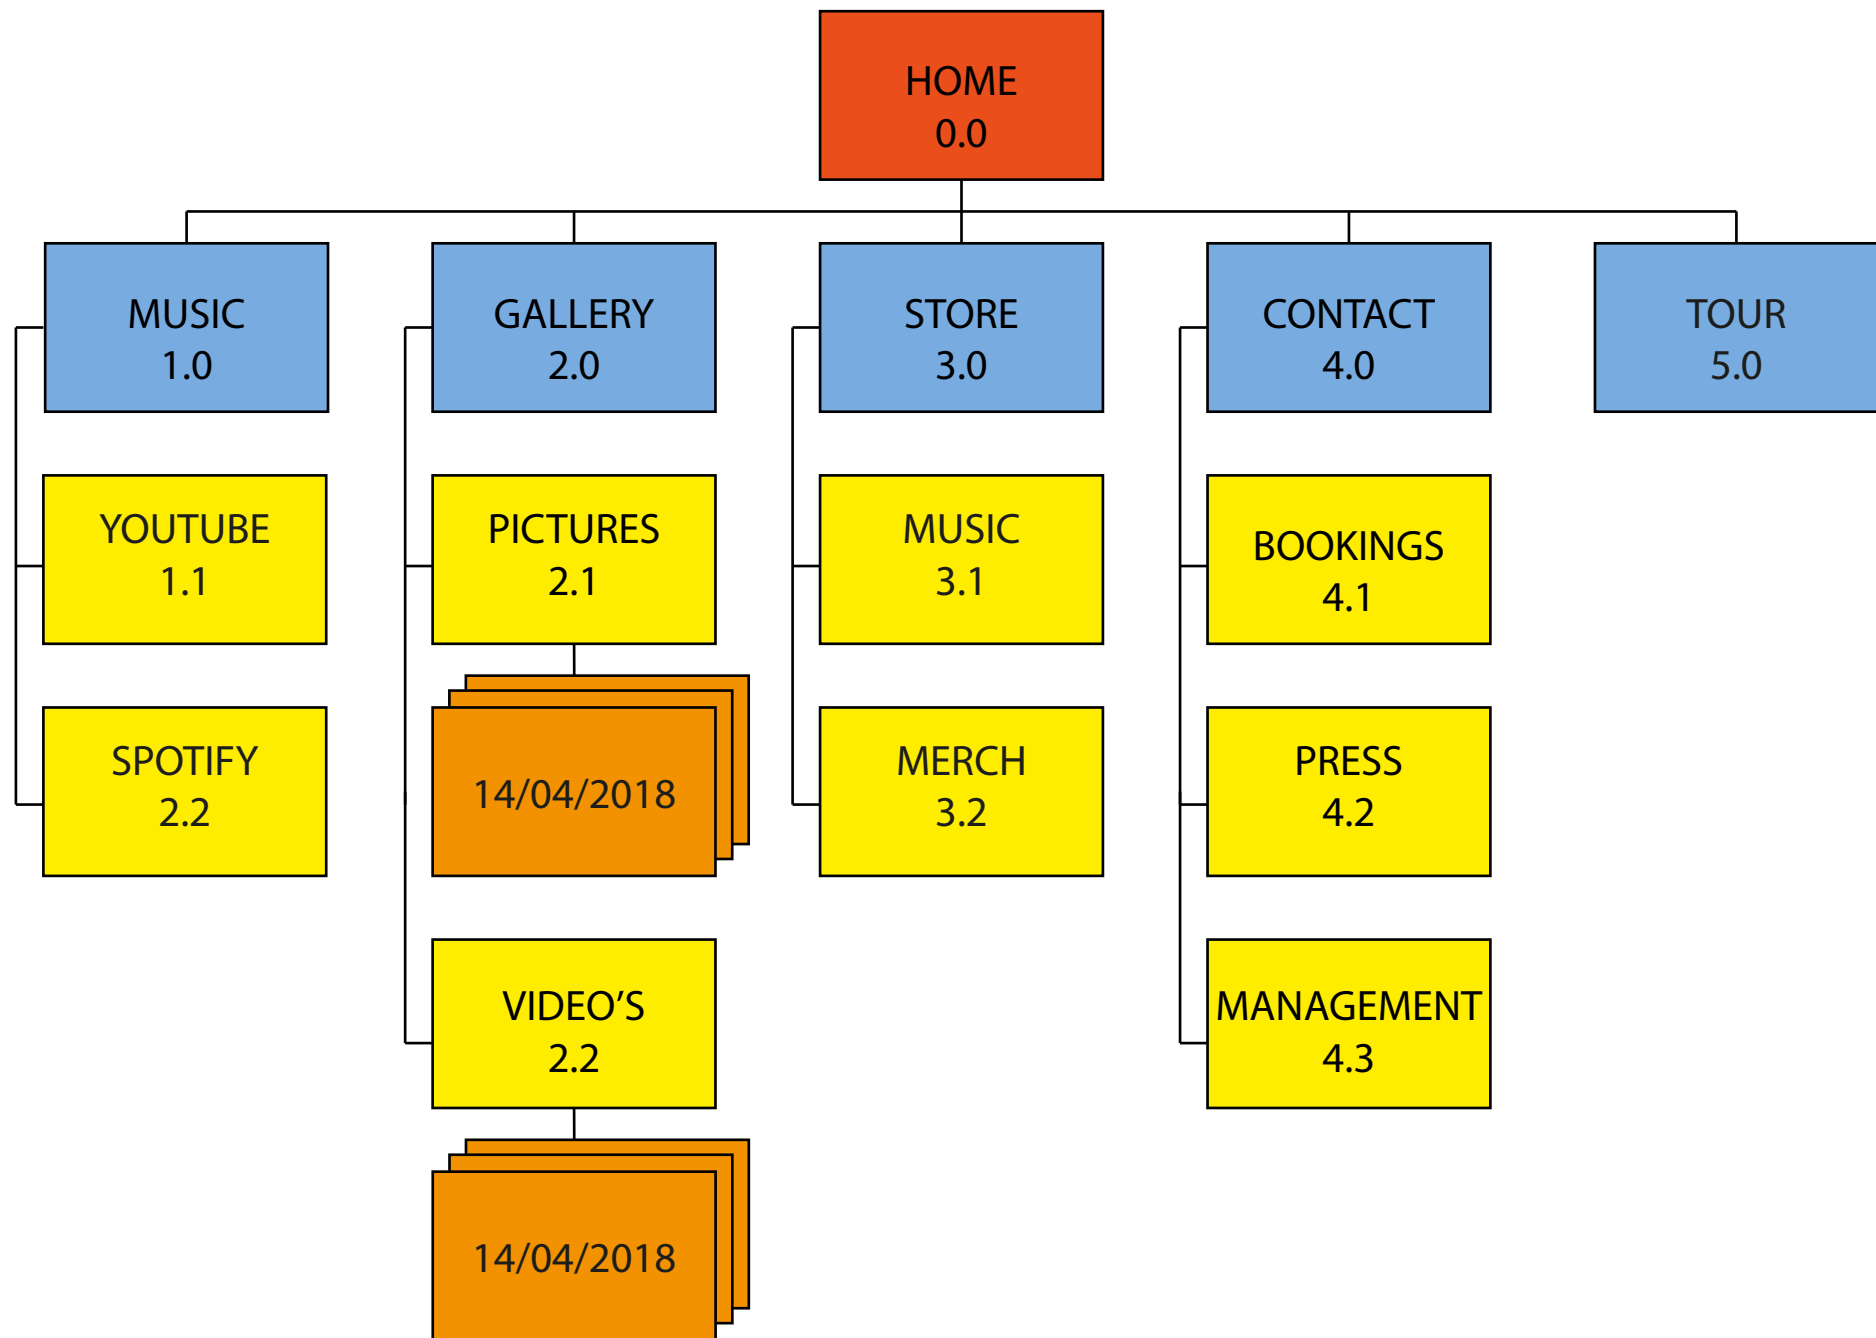 HOME
0.0
MUSIC
1.0
GALLERY
2.0
STORE
3.0
CONTACT
4.0
TOUR
5.0
YOUTUBE
1.1
PICTURES
2.1
MUSIC
3.1
BOOKINGS
4.1
SPOTIFY
2.2
14/04/2018
MERCH
3.2
PRESS
4.2
VIDEO’S
2.2
MANAGEMENT
4.3
14/04/2018